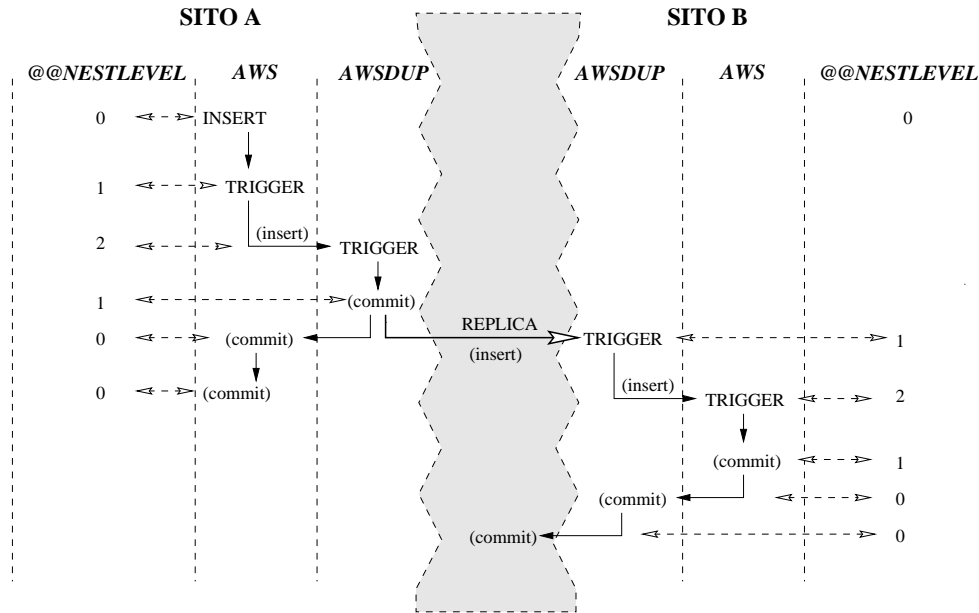 SITO A SITO B
@@NESTLEVEL AWS AWSDUP AWSDUP AWS @@NESTLEVEL
0 INSERT 0
1 TRIGGER
2 (insert) TRIGGER
1 (commit)
0 (commit) REPLICA (insert) TRIGGER 1
0 (commit) (insert) TRIGGER 2
(commit) 1
(commit) 0
(commit) 0